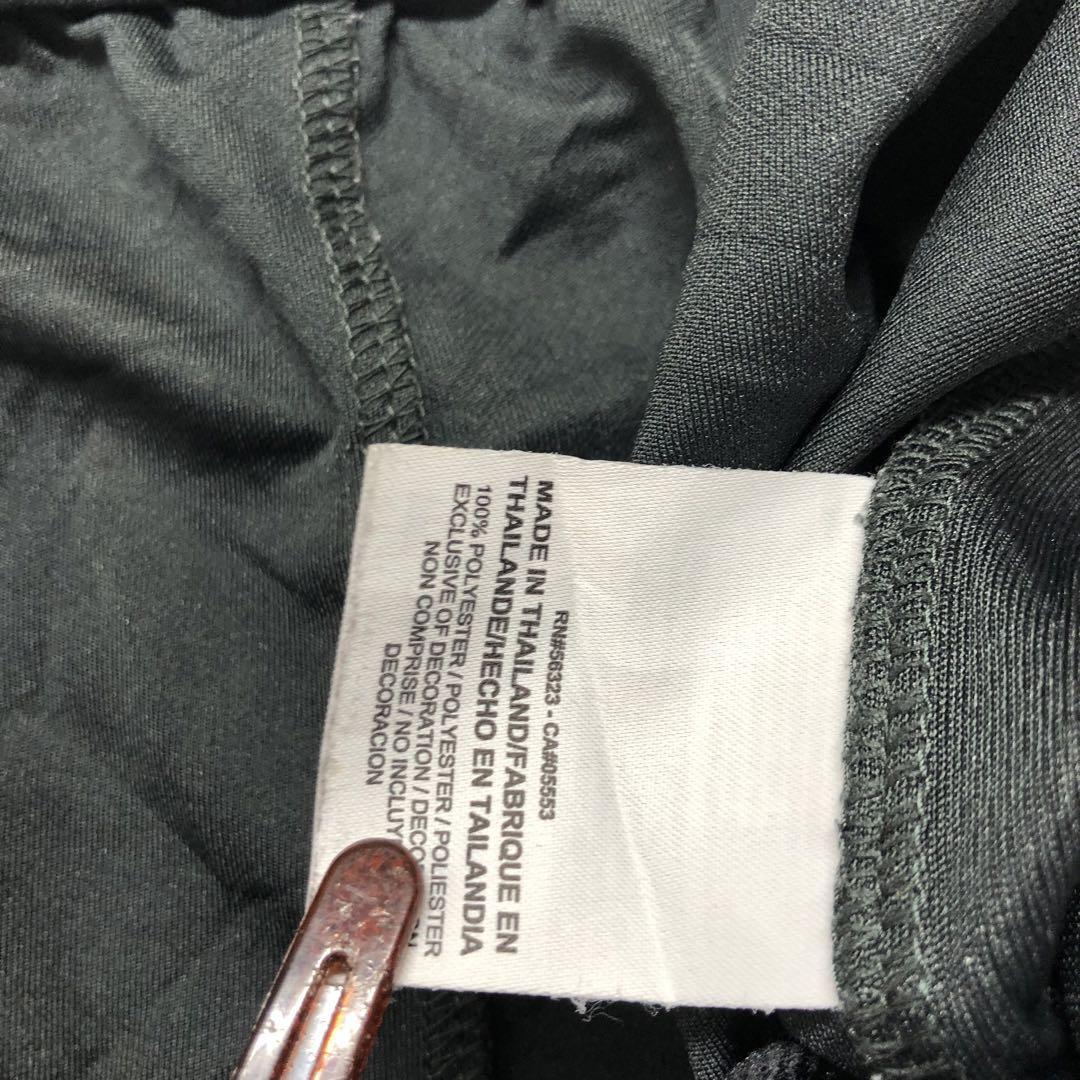 RN#56323 - CA#05553
MADE IN THAILAND/FABRIQUE EN
THAILANDE/HECHO EN TAILANDIA
100% POLYESTER / POLYESTER / POLIESTER
EXCLUSIVE OF DECORATION /
NON COMPRISE / NO INCLUYE
DECORACION